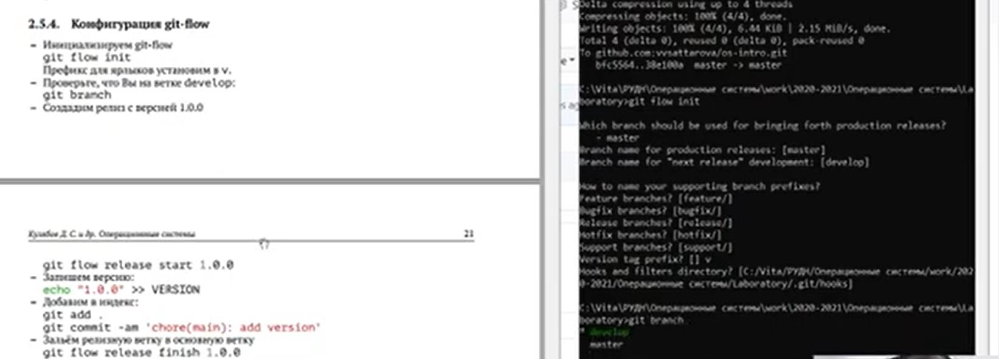 2.5.4. Конфигурация git-flow
– Инициализируем git-flow
git flow init
Префикс для ярлыков установим в v.
– Проверьте, что Вы на ветке develop:
git branch
– Создадим релиз с версией 1.0.0
Кулябов Д. С. и др. Операционные системы 21
git flow release start 1.0.0
– Запишем версию:
echo "1.0.0" >> VERSION
– Добавим в индекс:
git add .
git commit -am 'chore(main): add version'
– Зальём релизную ветку в основную ветку
git flow release finish 1.0.0
Delta compression using up to 4 threads
Compressing objects: 100% (4/4), done.
Writing objects: 100% (4/4), 6.44 KiB | 2.15 MiB/s, done.
Total 4 (delta 0), reused 0 (delta 0), pack-reused 0
To github.com:vvsattarova/os-intro.git
bfc5564..38e100a master -> master
C:\Vita\РУДН\Операционные системы\work\2020-2021\Операционные системы\La
boratory>git flow init
Which branch should be used for bringing forth production releases?
- master
Branch name for production releases: [master]
Branch name for "next release" development: [develop]
How to name your supporting branch prefixes?
Feature branches? [feature/]
Bugfix branches? [bugfix/]
Release branches? [release/]
Hotfix branches? [hotfix/]
Support branches? [support/]
Version tag prefix? [] v
Hooks and filters directory? [C:/Vita/РУДН/Операционные системы/work/202
0-2021/Операционные системы/Laboratory/.git/hooks]
C:\Vita\РУДН\Операционные системы\work\2020-2021\Операционные системы\La
boratory>git branch
* develop
master